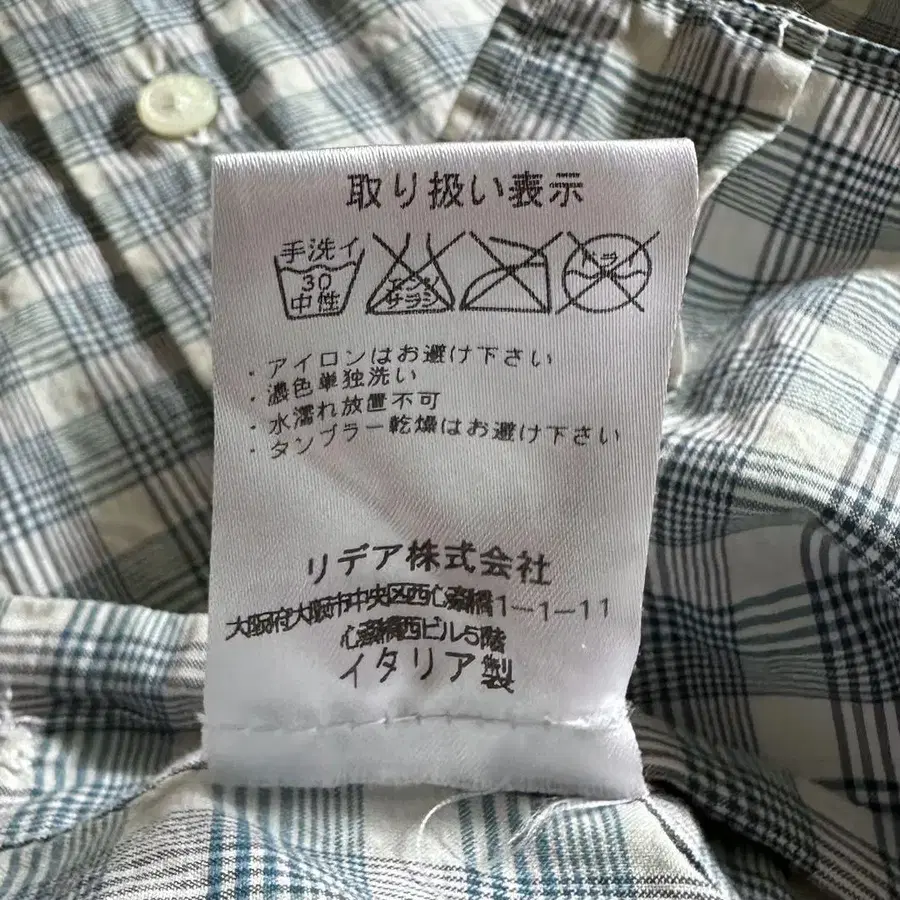 取り扱い表示
手洗イ
30
中性
エンソ
サラシ
ドライ
・アイロンはお避け下さい
・濃色単独洗い
・水濡れ放置不可
・タンブラー乾燥はお避け下さい
リデア株式会社
大阪府大阪市中央区西心斎橋1-1-11
心斎橋西ビル5階
イタリア製